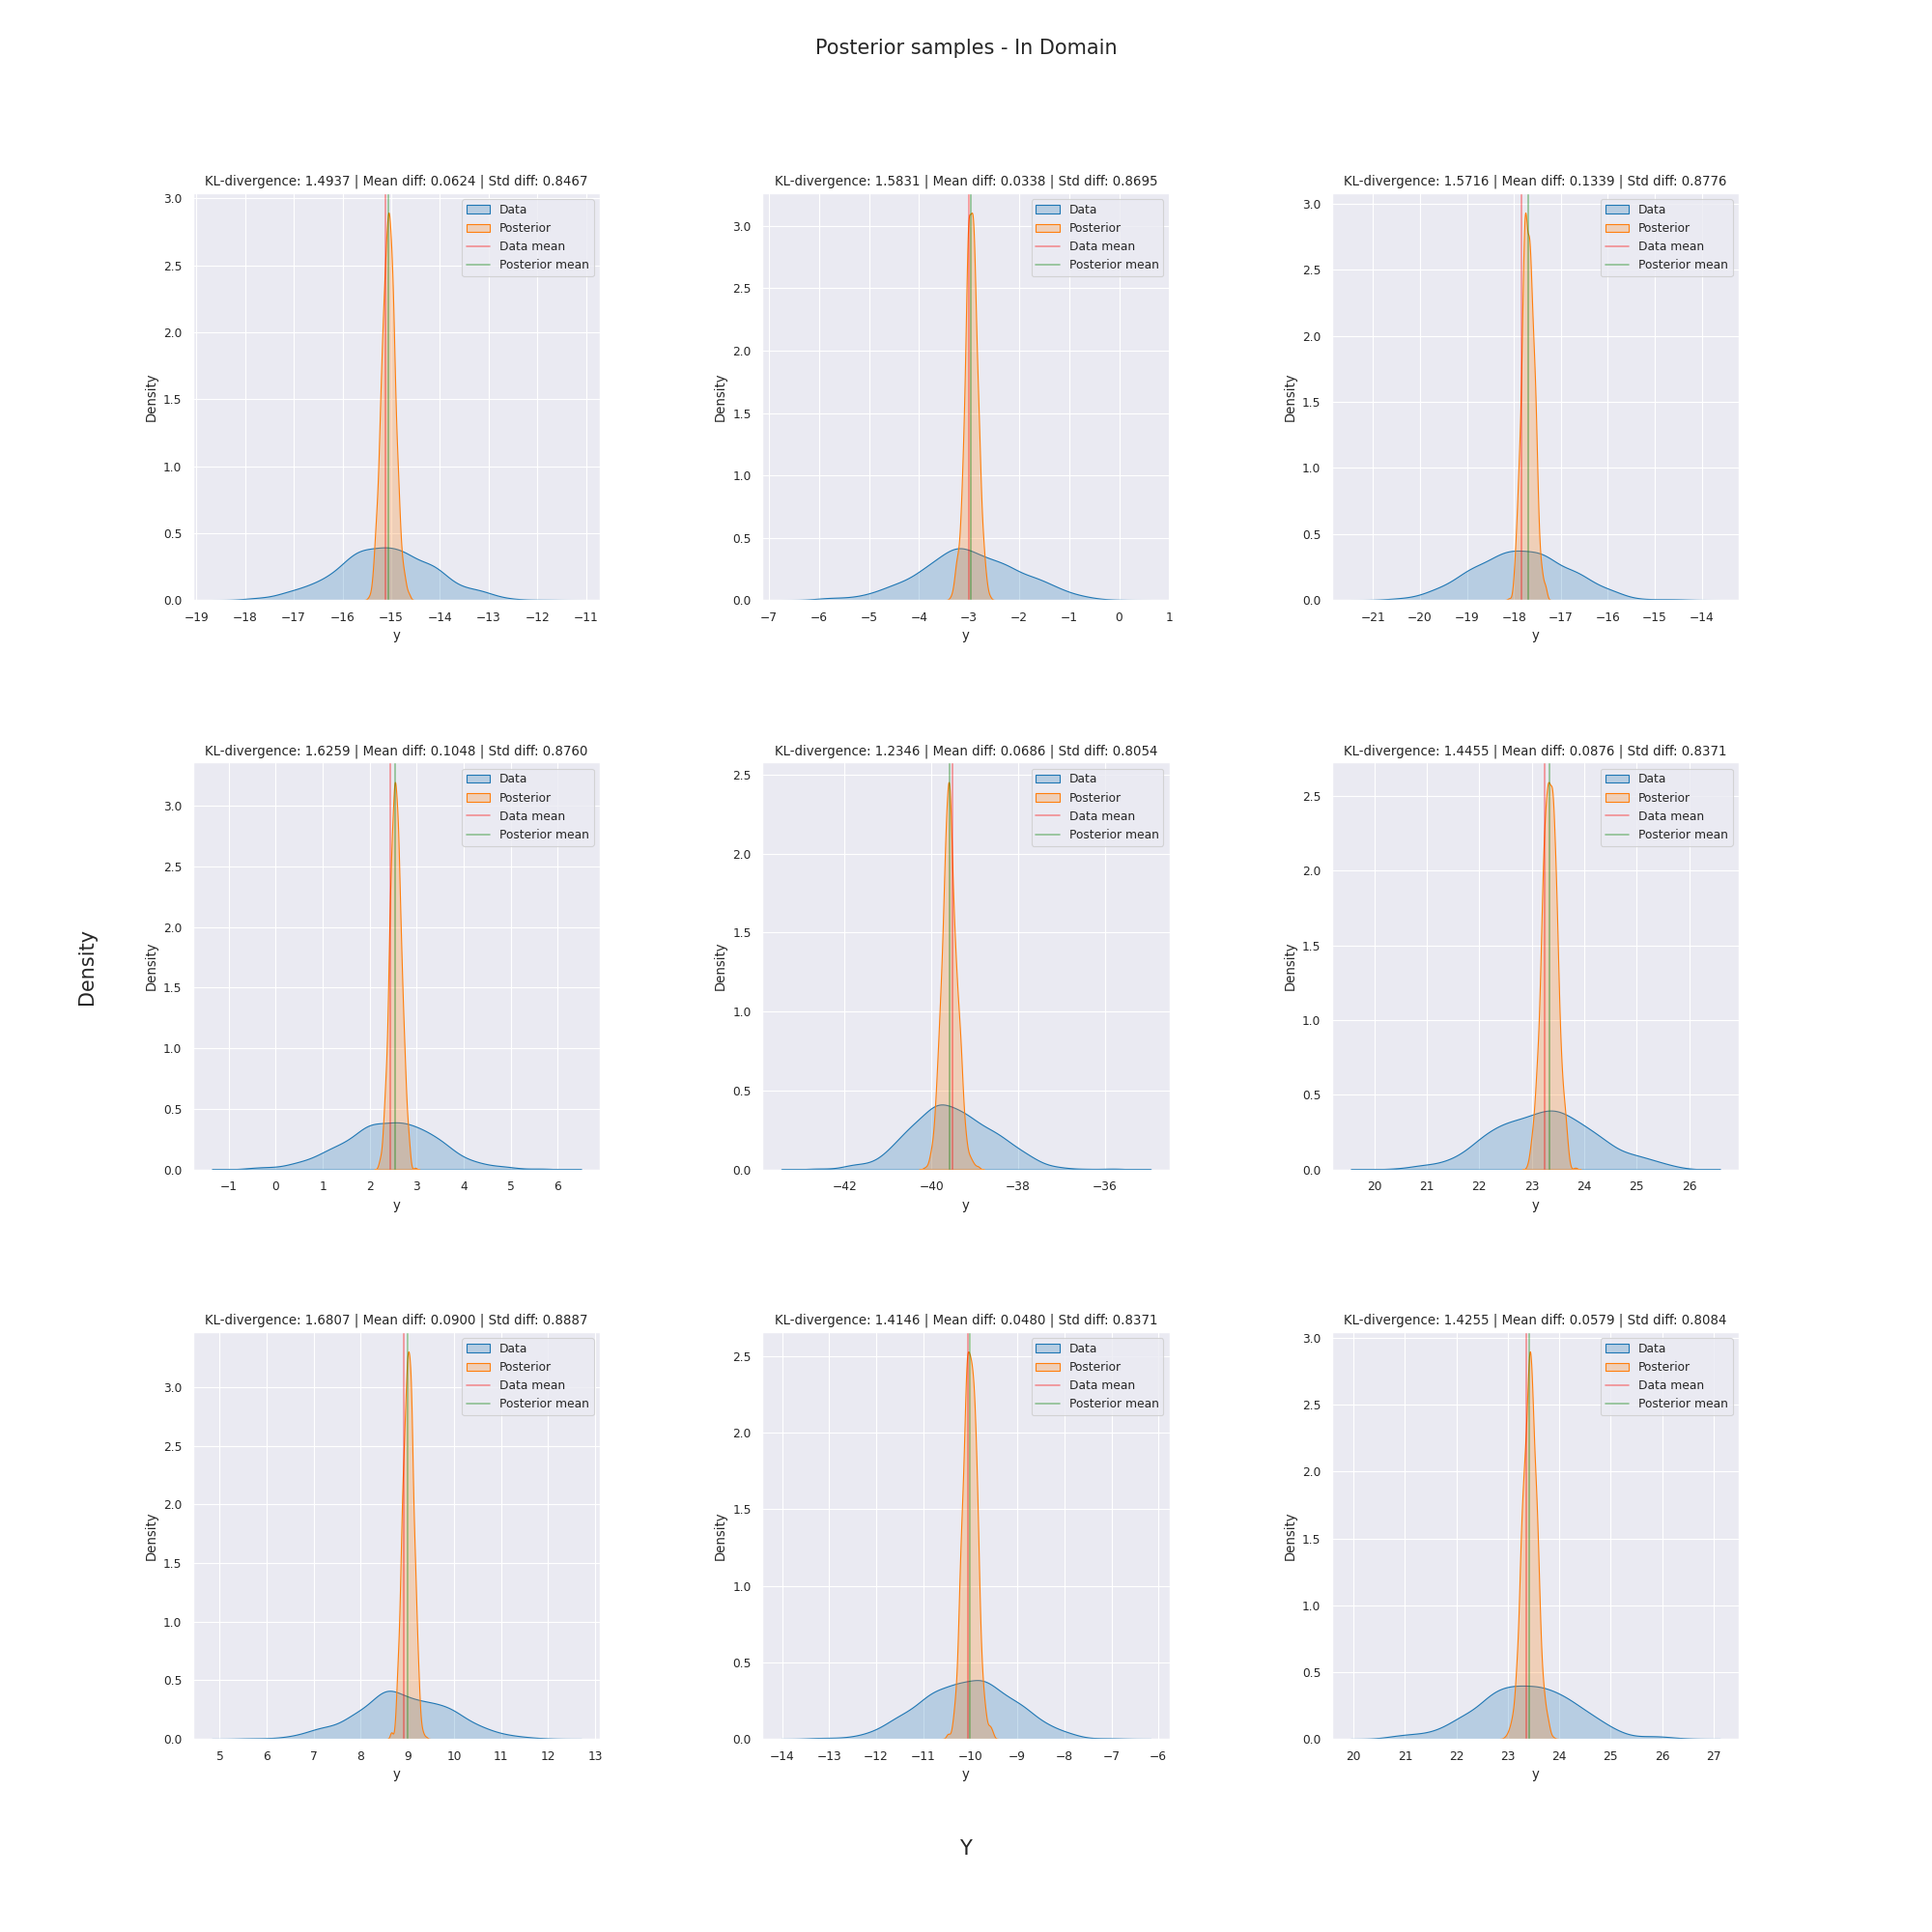 Posterior samples - In Domain
KL-divergence: 1.4937 | Mean diff: 0.0624 | Std diff: 0.8467
3.0
2.5
2.0
1.5
1.0
0.5
0.0
Density
−19 −18 −17 −16 −15 −14 −13 −12 −11
y
Data
Posterior
Data mean
Posterior mean
KL-divergence: 1.5831 | Mean diff: 0.0338 | Std diff: 0.8695
3.0
2.5
2.0
1.5
1.0
0.5
0.0
Density
−7 −6 −5 −4 −3 −2 −1 0 1
y
Data
Posterior
Data mean
Posterior mean
KL-divergence: 1.5716 | Mean diff: 0.1339 | Std diff: 0.8776
3.0
2.5
2.0
1.5
1.0
0.5
0.0
Density
−21 −20 −19 −18 −17 −16 −15 −14
y
Data
Posterior
Data mean
Posterior mean
KL-divergence: 1.6259 | Mean diff: 0.1048 | Std diff: 0.8760
3.0
2.5
2.0
1.5
1.0
0.5
0.0
Density
−1 0 1 2 3 4 5 6
y
Data
Posterior
Data mean
Posterior mean
KL-divergence: 1.2346 | Mean diff: 0.0686 | Std diff: 0.8054
2.5
2.0
1.5
1.0
0.5
0.0
Density
−42 −40 −38 −36
y
Data
Posterior
Data mean
Posterior mean
KL-divergence: 1.4455 | Mean diff: 0.0876 | Std diff: 0.8371
2.5
2.0
1.5
1.0
0.5
0.0
Density
20 21 22 23 24 25 26
y
Data
Posterior
Data mean
Posterior mean
Density
KL-divergence: 1.6807 | Mean diff: 0.0900 | Std diff: 0.8887
3.0
2.5
2.0
1.5
1.0
0.5
0.0
Density
5 6 7 8 9 10 11 12 13
y
Data
Posterior
Data mean
Posterior mean
KL-divergence: 1.4146 | Mean diff: 0.0480 | Std diff: 0.8371
2.5
2.0
1.5
1.0
0.5
0.0
Density
−14 −13 −12 −11 −10 −9 −8 −7 −6
y
Data
Posterior
Data mean
Posterior mean
KL-divergence: 1.4255 | Mean diff: 0.0579 | Std diff: 0.8084
3.0
2.5
2.0
1.5
1.0
0.5
0.0
Density
20 21 22 23 24 25 26 27
y
Data
Posterior
Data mean
Posterior mean
Y